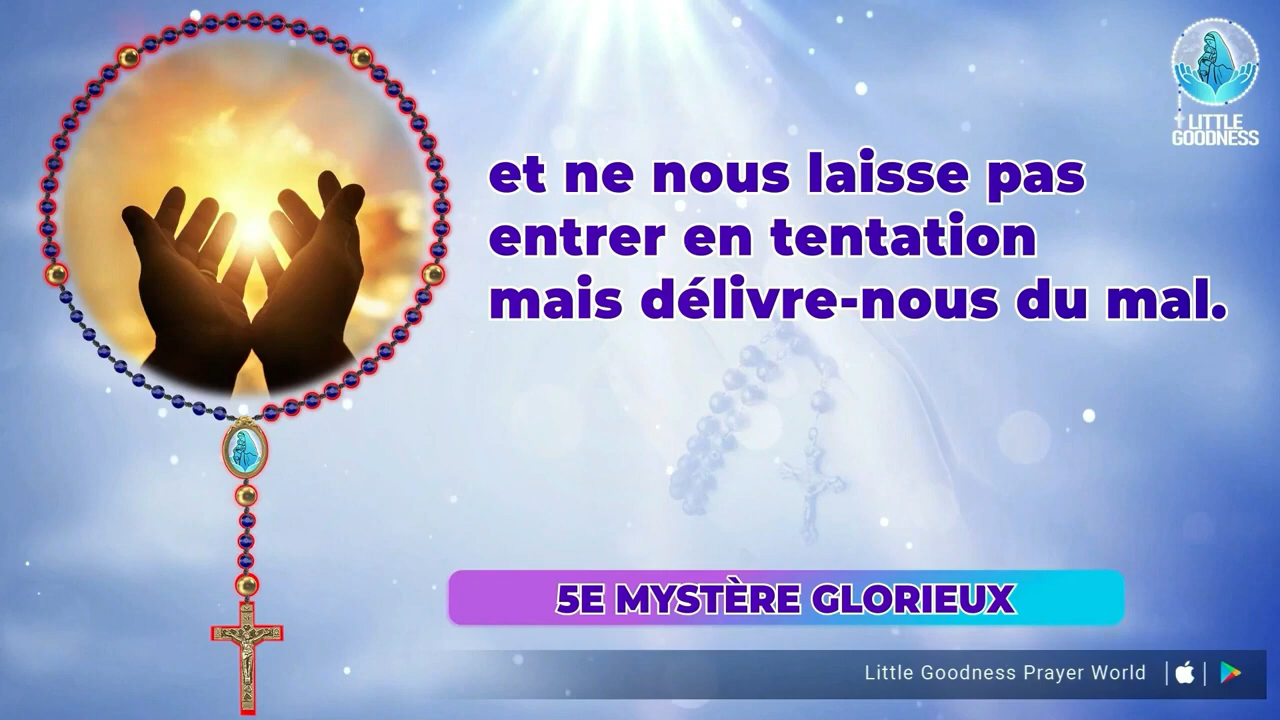 LITTLE
GOODNESS
et ne nous laisse pas
entrer en tentation
mais délivre-nous du mal.
5E MYSTÈRE GLORIEUX
Little Goodness Prayer World